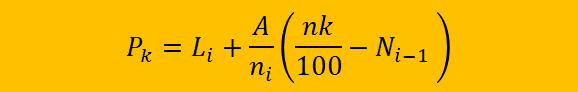 $P_k = L_i + \frac{A}{n_i}\left(\frac{nk}{100} - N_{i-1}\right)$